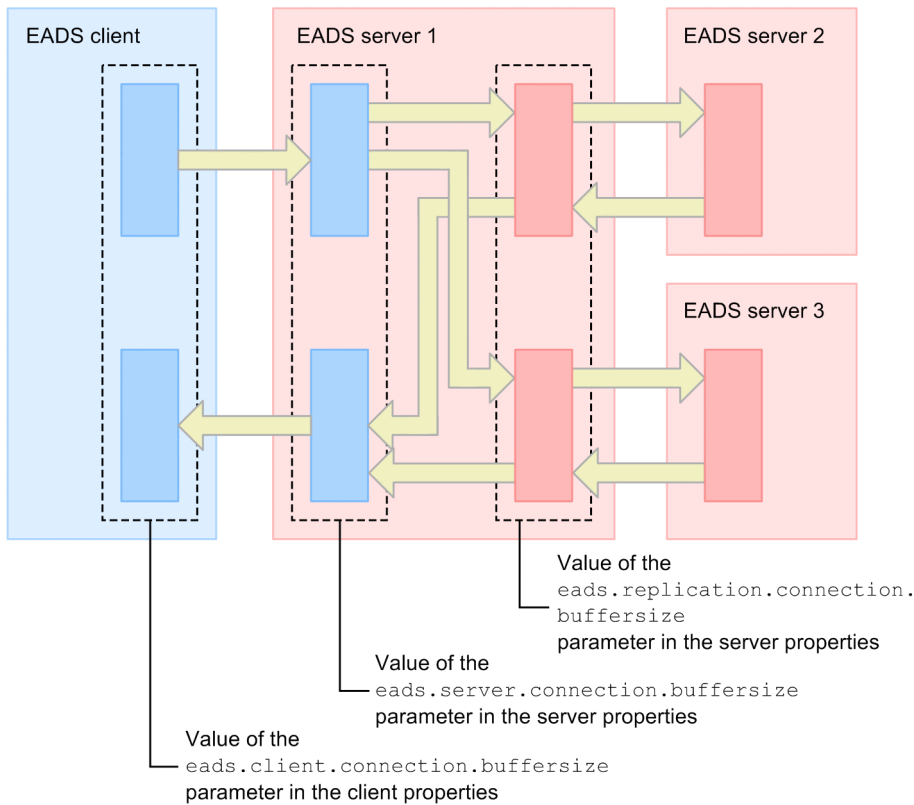 EADS client
EADS server 1
EADS server 2
EADS server 3
Value of the
eads.replication.connection.
buffersize
parameter in the server properties
Value of the
eads.server.connection.buffersize
parameter in the server properties
Value of the
eads.client.connection.buffersize
parameter in the client properties